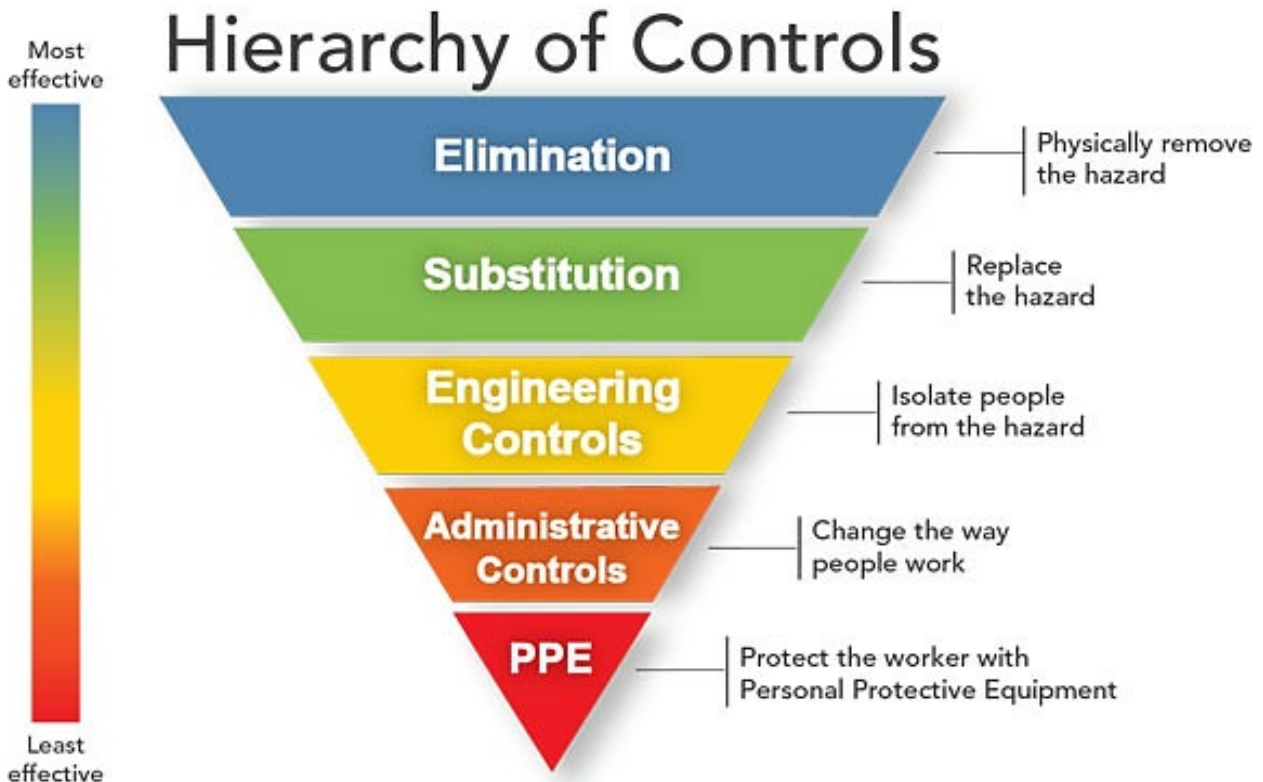 Hierarchy of Controls
Most
effective
Elimination
Physically remove
the hazard
Substitution
Replace
the hazard
Engineering
Controls
Isolate people
from the hazard
Administrative
Controls
Change the way
people work
PPE
Protect the worker with
Personal Protective Equipment
Least
effective